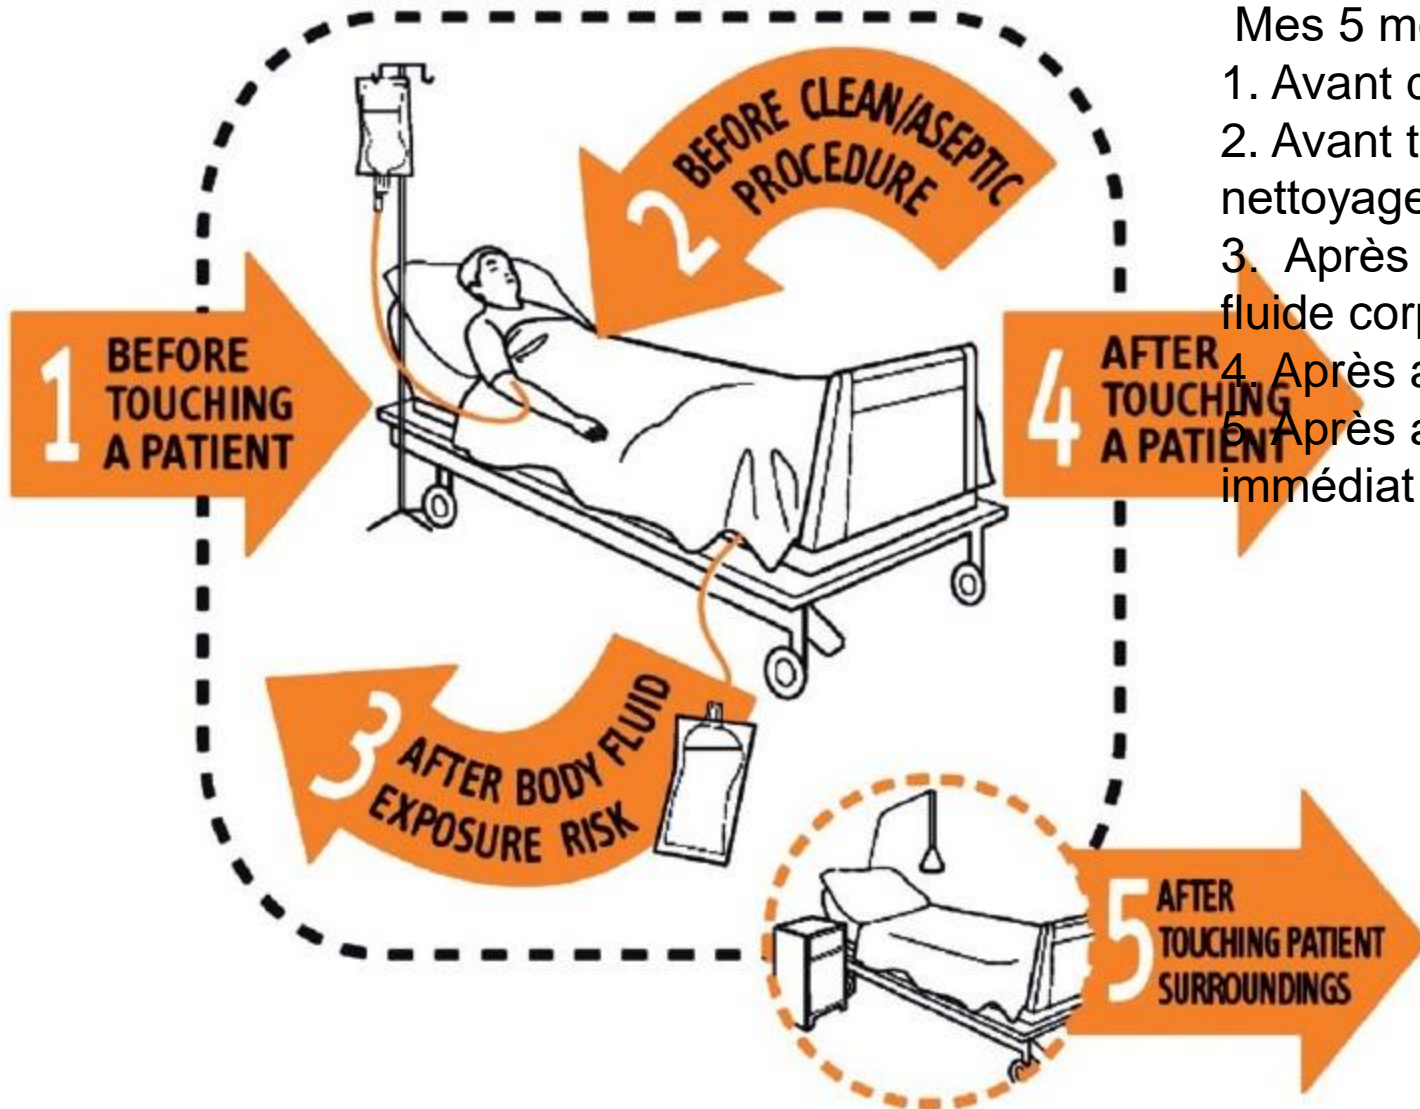 Mes 5
1. Avant
2. Avant
nettoyage
3. Après
fluide
4. Après
5. Après
immédiat
1 BEFORE
TOUCHING
A PATIENT
2 BEFORE CLEAN/ASEPTIC
PROCEDURE
3 AFTER BODY FLUID
EXPOSURE RISK
4 AFTER
TOUCHING
A PATIENT
5 AFTER
TOUCHING PATIENT
SURROUNDINGS